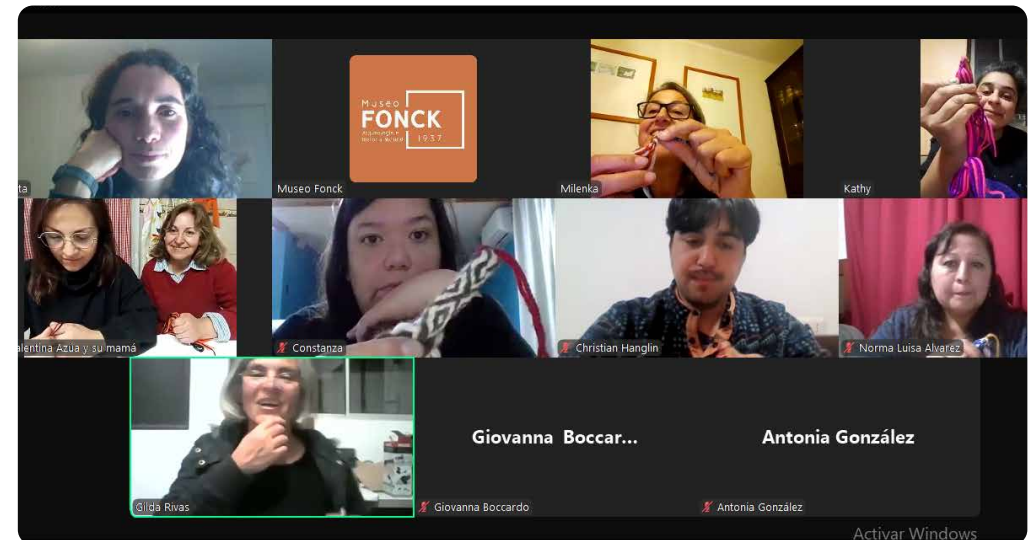 ta
Museo
FONCK
1937
Museo Fonck
Milenka
Kathy
alentina Azua y su mamá
Constanza
Christian Hanglin
Norma Luisa Alvarez
Giovanna Boccar...
Antonia González
Gilda Rivas
Giovanna Boccardo
Antonia González
Activar Windows